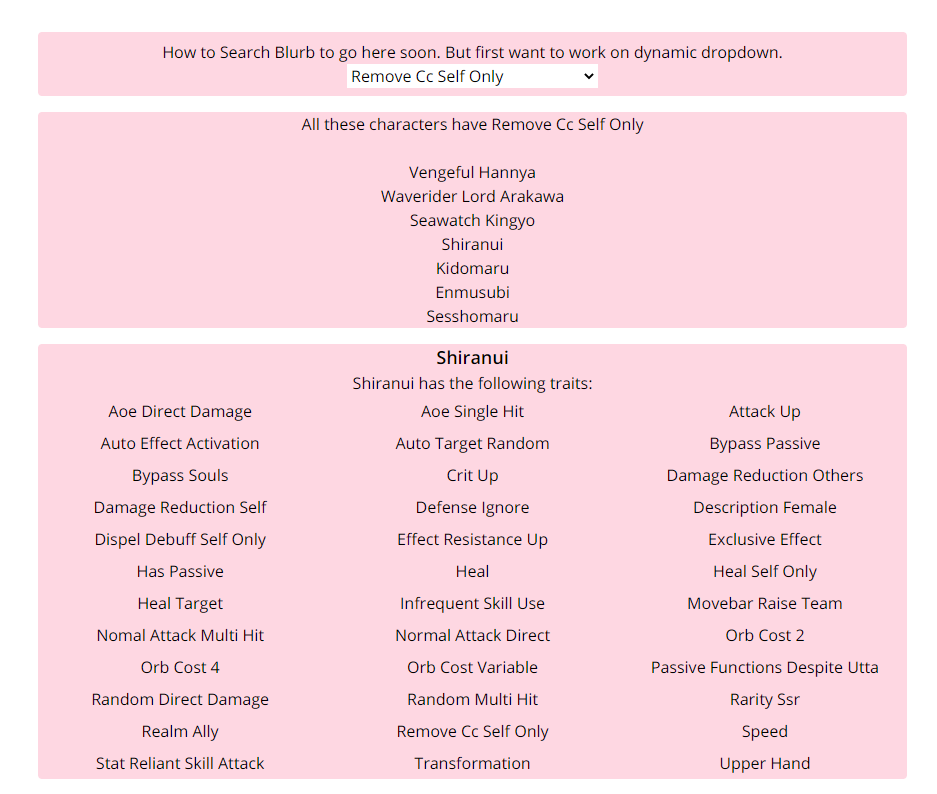 How to Search Blurb to go here soon. But first want to work on dynamic dropdown.
Remove Cc Self Only
All these characters have Remove Cc Self Only
Vengeful Hannya
Waverider Lord Arakawa
Seawatch Kingyo
Shiranui
Kidomaru
Enmusubi
Sesshomaru
Shiranui
Shiranui has the following traits:
Aoe Direct Damage Aoe Single Hit Attack Up
Auto Effect Activation Auto Target Random Bypass Passive
Bypass Souls Crit Up Damage Reduction Others
Damage Reduction Self Defense Ignore Description Female
Dispel Debuff Self Only Effect Resistance Up Exclusive Effect
Has Passive Heal Heal Self Only
Heal Target Infrequent Skill Use Movebar Raise Team
Nomal Attack Multi Hit Normal Attack Direct Orb Cost 2
Orb Cost 4 Orb Cost Variable Passive Functions Despite Utta
Random Direct Damage Random Multi Hit Rarity Ssr
Realm Ally Remove Cc Self Only Speed
Stat Reliant Skill Attack Transformation Upper Hand